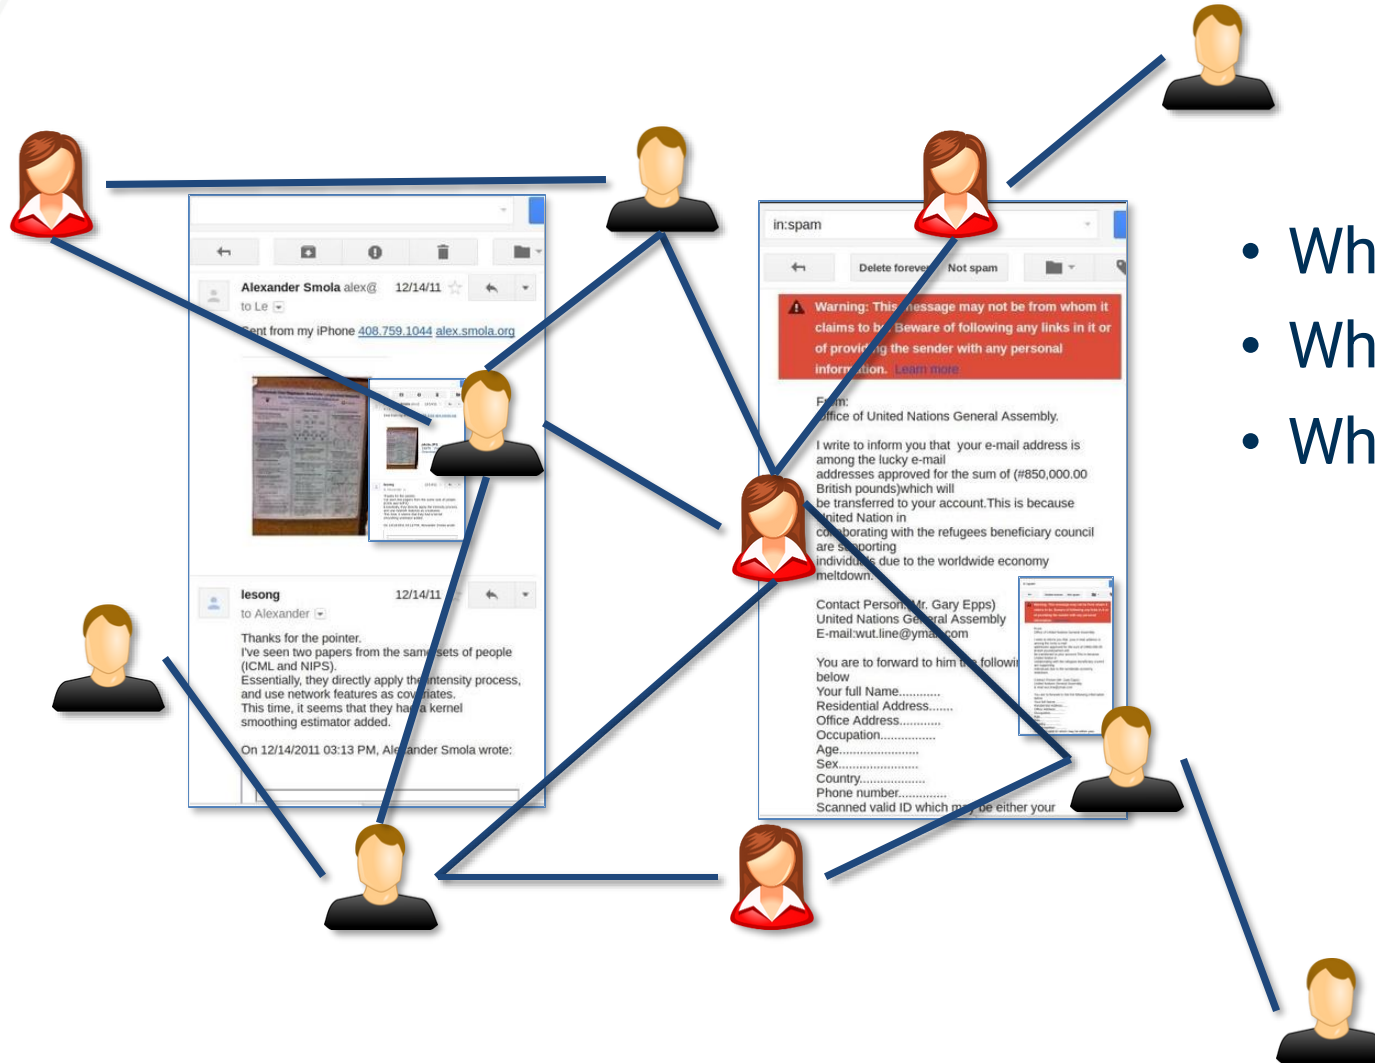 Alexander Smola alex@ 12/14/11
to Le
Sent from my iPhone 408.759.1044 alex.smola.org
lesong 12/14/11
to Alexander
Thanks for the pointer.
I've seen two papers from the same sets of people
(ICML and NIPS).
Essentially, they directly apply the intensity process,
and use network features as covariates.
This time, it seems that they had a kernel
smoothing estimator added.
On 12/14/2011 03:13 PM, Alexander Smola wrote:
in:spam
Delete forever Not spam
Warning: This message may not be from whom it
claims to be. Beware of following any links in it or
of providing the sender with any personal
information. Learn more
From:
Office of United Nations General Assembly.
I write to inform you that your e-mail address is
among the lucky e-mail
addresses approved for the sum of (#850,000.00
British pounds)which will
be transferred to your account.This is because
United Nation in
collaborating with the refugees beneficiary council
are supporting
individuals due to the worldwide economy
meltdown.
Contact Person: (Mr. Gary Epps)
United Nations General Assembly
E-mail:wut.line@ymail.com
You are to forward to him the followin
below
Your full Name............
Residential Address.......
Office Address............
Occupation................
Age.......................
Sex.......................
Country...................
Phone number..............
Scanned valid ID which may be either your
• Wh
• Wh
• Wh